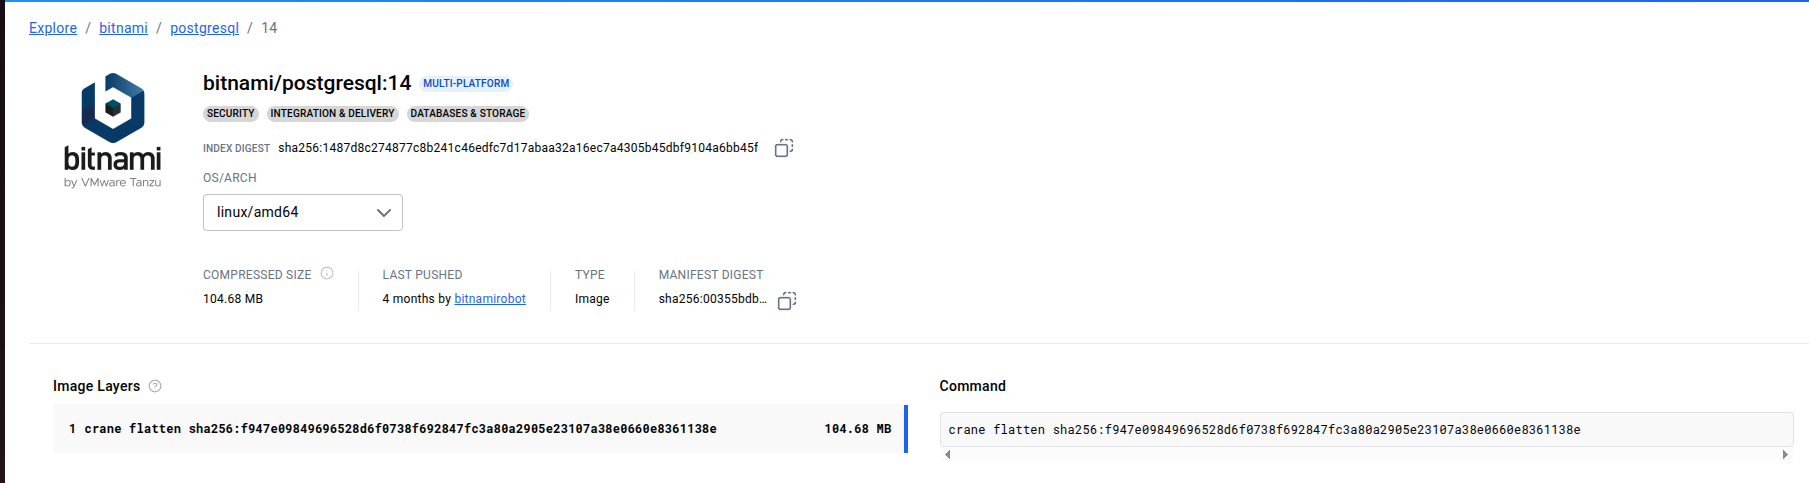 Explore / bitnami / postgresql / 14
bitnami
by VMware Tanzu
bitnami/postgresql:14 MULTI-PLATFORM
SECURITY INTEGRATION & DELIVERY DATABASES & STORAGE
INDEX DIGEST sha256:1487d8c274877c8b241c46edfc7d17abaa32a16ec7a4305b45dbf9104a6bb45f
OS/ARCH
linux/amd64
COMPRESSED SIZE LAST PUSHED TYPE MANIFEST DIGEST
104.68 MB 4 months by bitnamirobot Image sha256:00355bdb...
Image Layers Command
1 crane flatten sha256:f947e09849696528d6f0738f692847fc3a80a2905e23107a38e0660e8361138e 104.68 MB
crane flatten sha256:f947e09849696528d6f0738f692847fc3a80a2905e23107a38e0660e8361138e